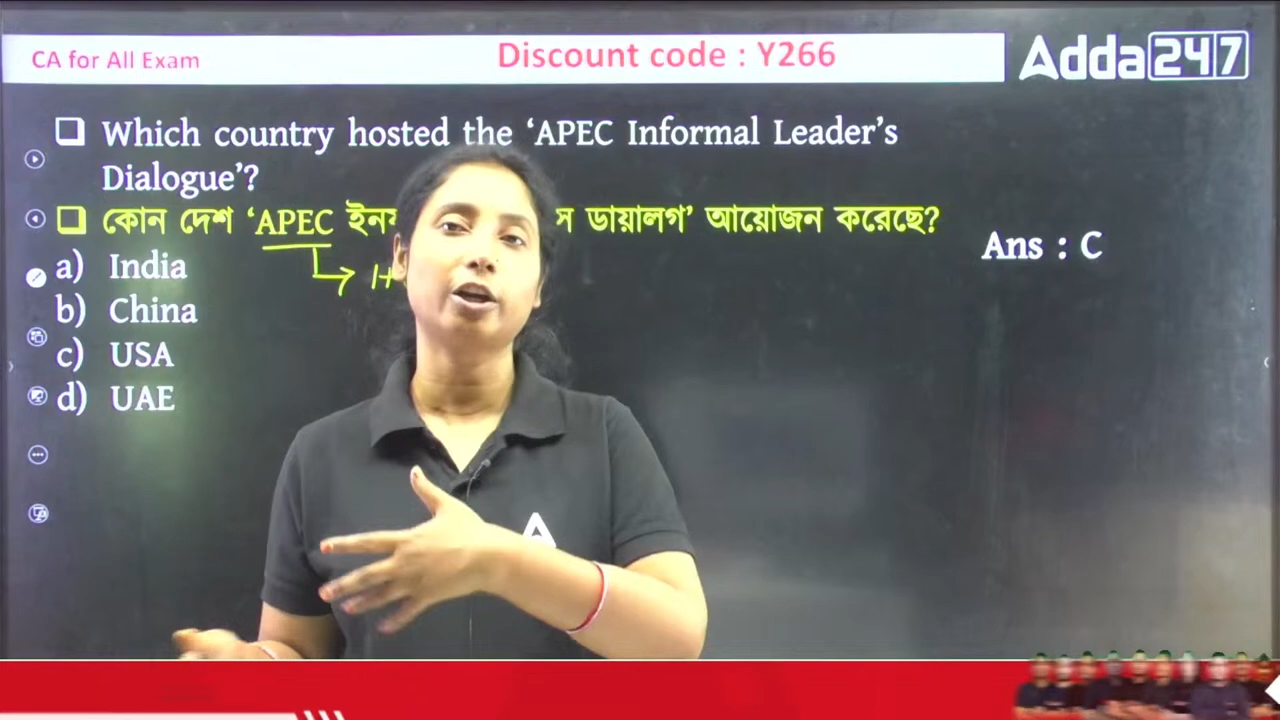 CA for All Exam
Discount code : Y266
Adda247
❑ Which country hosted the ‘APEC Informal Leader’s
Dialogue’?
❑ কোন দেশ ‘APEC ডায়ালগ’ আয়োজন করেছে?
Ans : C
a) India
b) China
c) USA
d) UAE